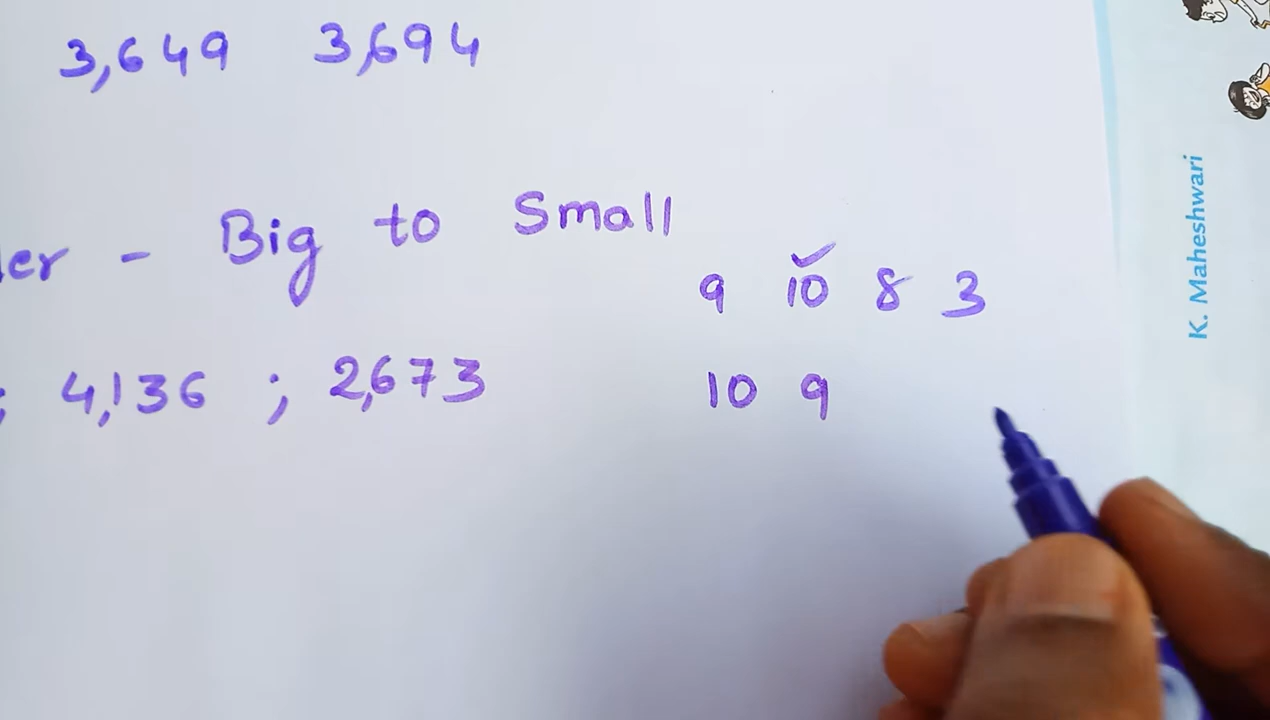 3,649 3,694
er - Big to Small
9 10 8 3
; 4,136 ; 2,673
10 9
K. Maheshwari